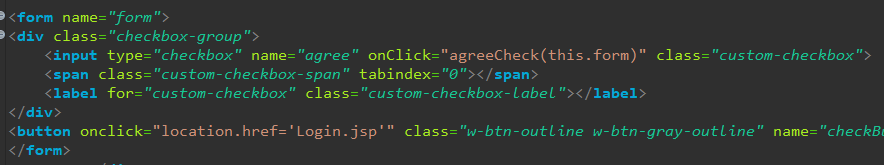 <form name="form">
<div class="checkbox-group">
<input type="checkbox" name="agree" onClick="agreeCheck(this.form)" class="custom-checkbox">
<span class="custom-checkbox-span" tabindex="0"></span>
<label for="custom-checkbox" class="custom-checkbox-label"></label>
</div>
<button onclick="location.href='Login.jsp'" class="w-btn-outline w-btn-gray-outline" name="checkBu
</form>